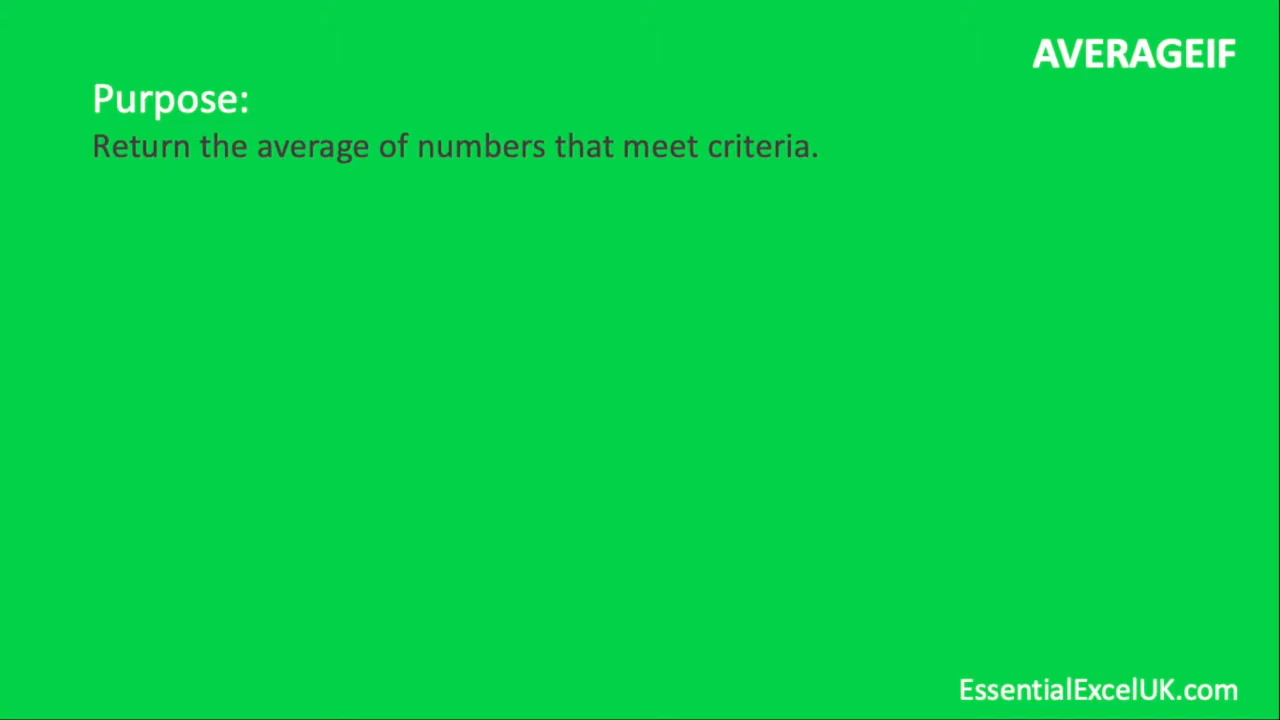 AVERAGEIF
Purpose:
Return the average of numbers that meet criteria.
EssentialExcelUK.com